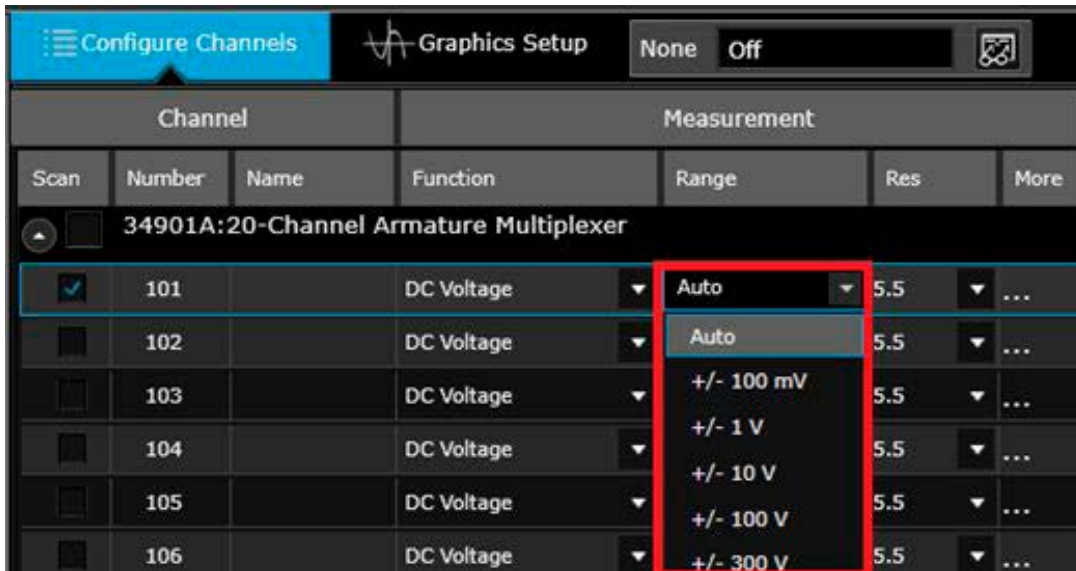 Configure Channels Graphics Setup None Off
Channel Measurement
Scan Number Name Function Range Res More
34901A:20-Channel Armature Multiplexer
101 DC Voltage Auto 5.5 ...
102 DC Voltage Auto 5.5 ...
103 DC Voltage +/- 100 mV 5.5 ...
+/- 1 V
104 DC Voltage 5.5 ...
+/- 10 V
105 DC Voltage 5.5 ...
+/- 100 V
106 DC Voltage +/- 300 V 5.5 ...